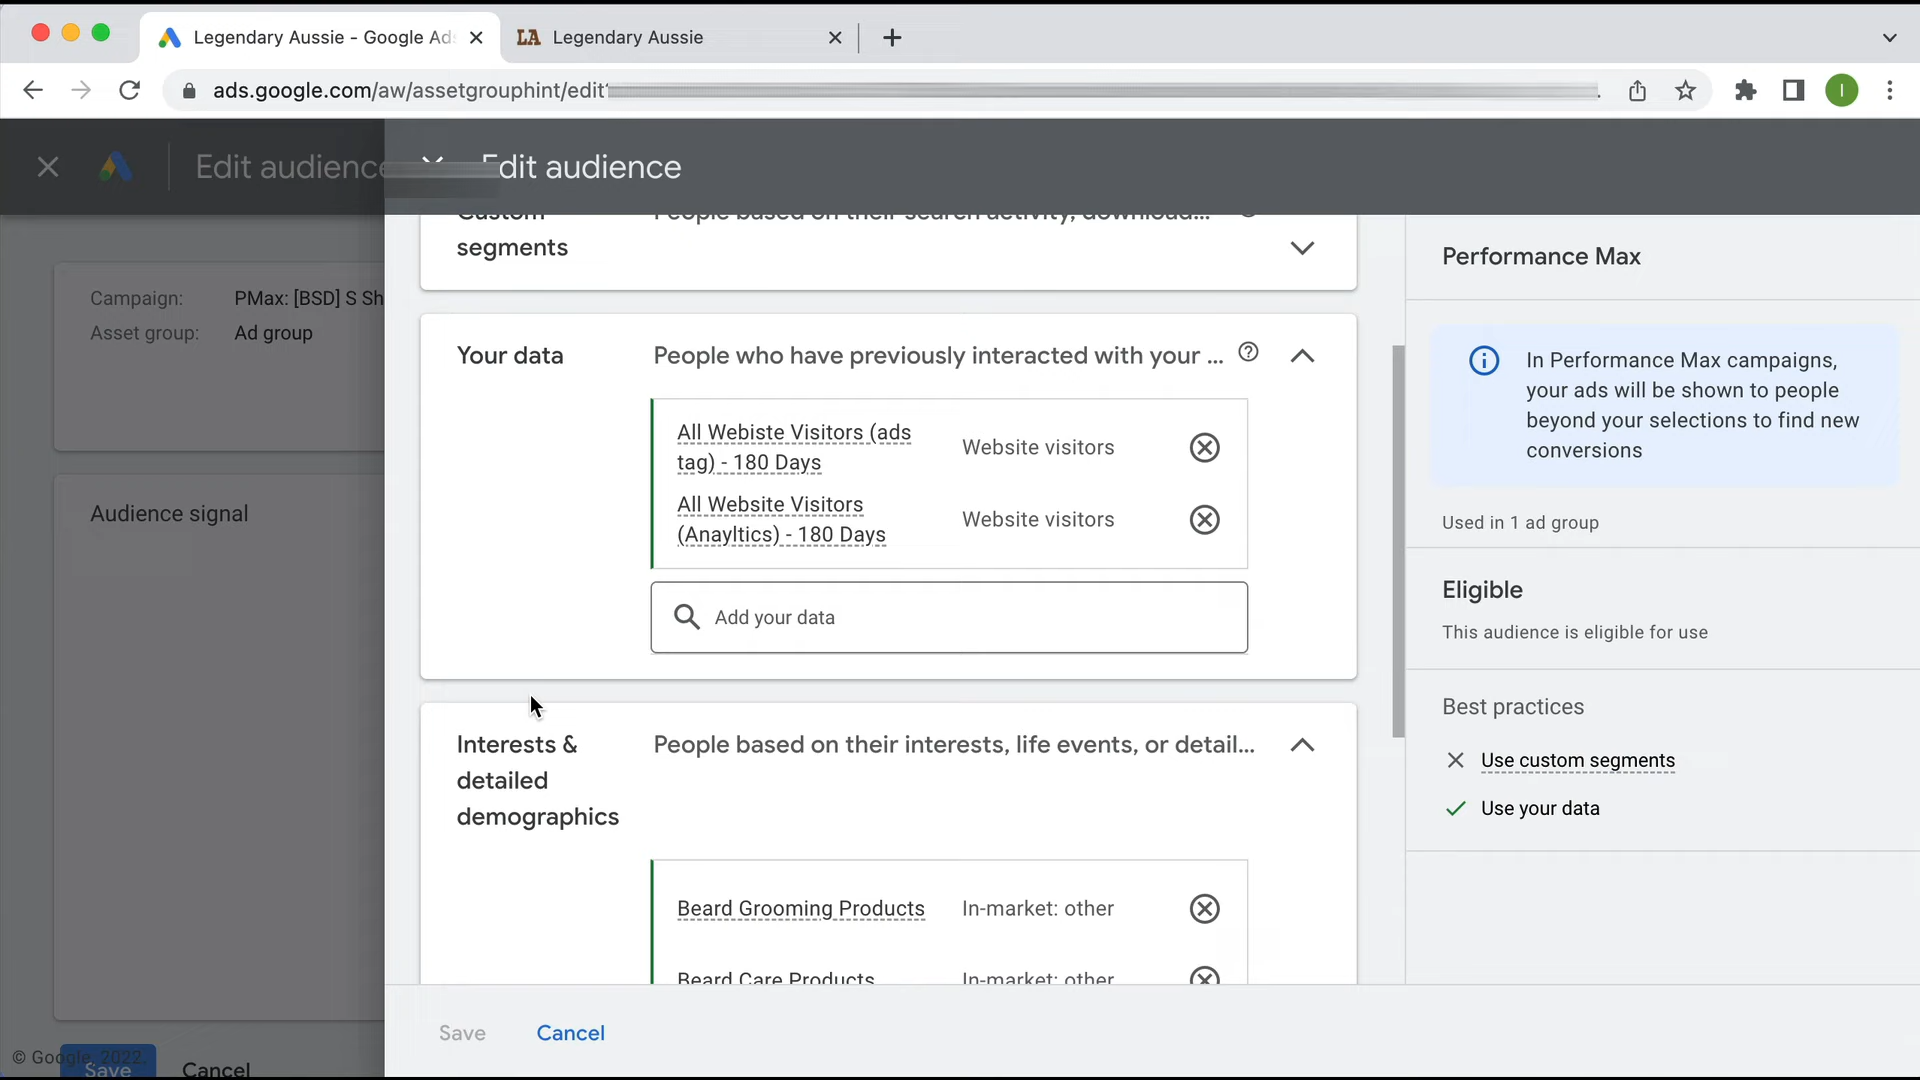 Legendary Aussie - Google Ads
LA Legendary Aussie
ads.google.com/aw/assetgrouphint/edit
I
Edit audience
Edit audience
Custom segments
People based on their search activity, download...
Performance Max
Campaign: PMax: [BSD] S Sh
Asset group: Ad group
Your data
People who have previously interacted with your ...
In Performance Max campaigns,
your ads will be shown to people
beyond your selections to find new
conversions
All Webiste Visitors (ads
tag) - 180 Days
Website visitors
All Website Visitors
(Anayltics) - 180 Days
Website visitors
Audience signal
Used in 1 ad group
Add your data
Eligible
This audience is eligible for use
Best practices
Use custom segments
Use your data
Interests &
detailed
demographics
People based on their interests, life events, or detail...
Beard Grooming Products
In-market: other
Beard Care Products
In-market: other
Save
Cancel
© Google, 2022.
Save
Cancel